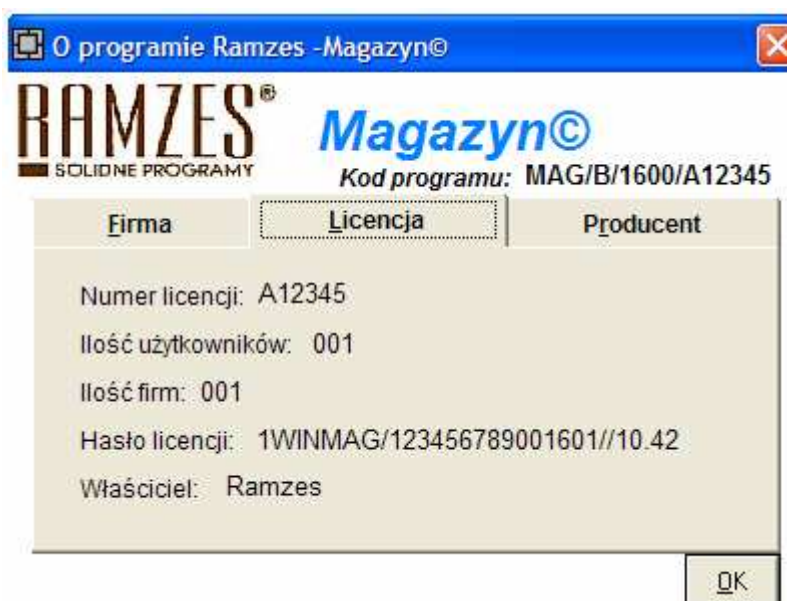 O programie Ramzes -Magazyn©
RAMZES®
SOLIDNE PROGRAMY
Magazyn©
Kod programu: MAG/B/1600/A12345
Firma Licencja Producent
Numer licencji: A12345
Ilość użytkowników: 001
Ilość firm: 001
Hasło licencji: 1WINMAG/123456789001601//10.42
Właściciel: Ramzes
OK